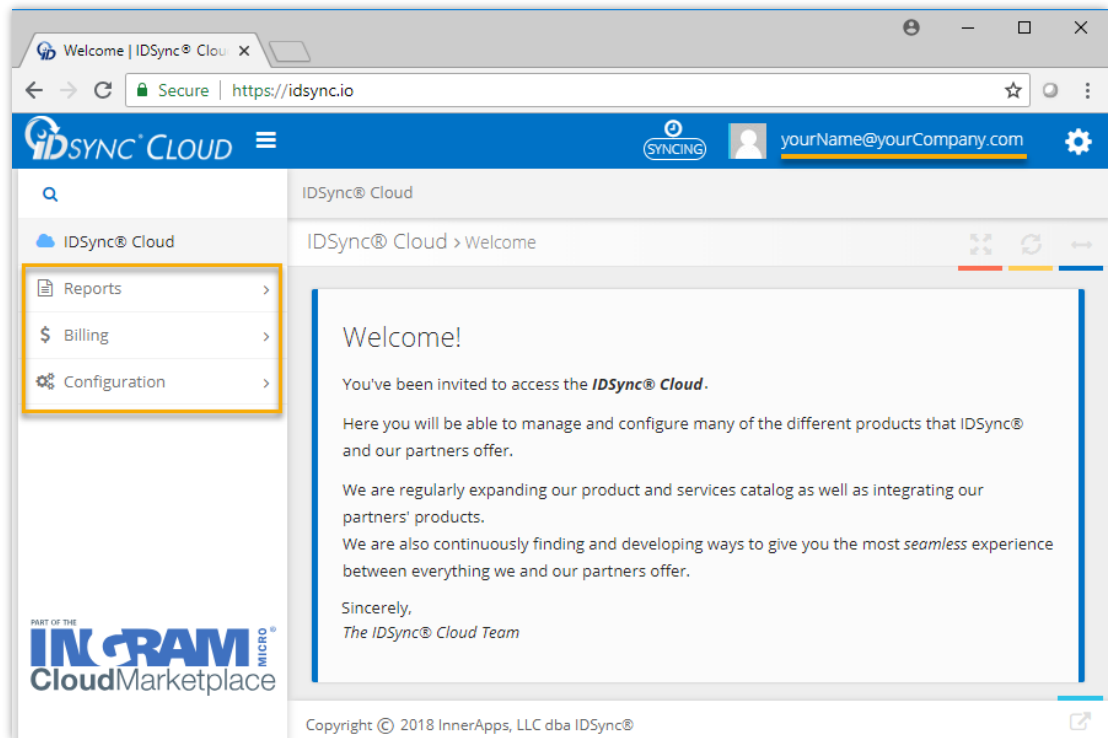 Welcome | IDSync® Clou
Secure | https://idsync.io
IDSYNC® CLOUD
SYNCING
yourName@yourCompany.com
IDSync® Cloud
IDSync® Cloud
IDSync® Cloud > Welcome
Reports
Billing
Configuration
Welcome!
You've been invited to access the IDSync® Cloud.
Here you will be able to manage and configure many of the different products that IDSync®
and our partners offer.
We are regularly expanding our product and services catalog as well as integrating our
partners' products.
We are also continuously finding and developing ways to give you the most seamless experience
between everything we and our partners offer.
Sincerely,
The IDSync® Cloud Team
PART OF THE
INGRAM MICRO®
CloudMarketplace
Copyright © 2018 InnerApps, LLC dba IDSync®